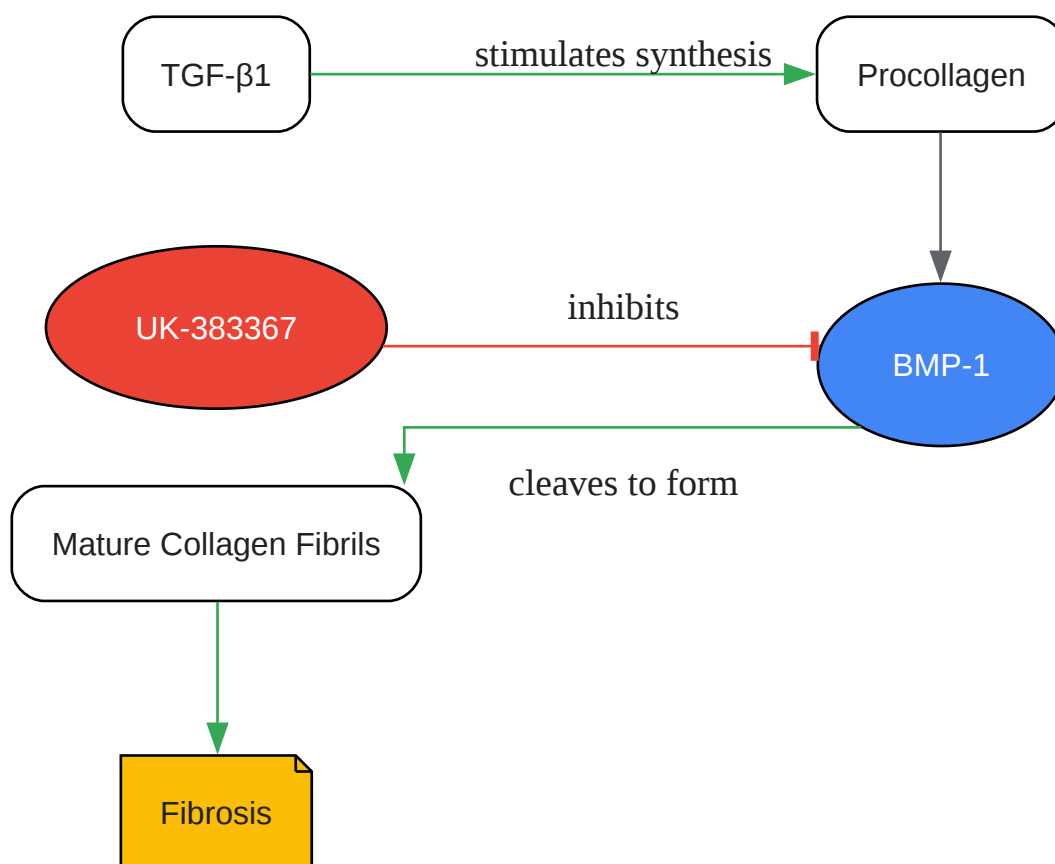 TGF-β1
stimulates synthesis
Procollagen
UK-383367
inhibits
BMP-1
cleaves to form
Mature Collagen Fibrils
Fibrosis